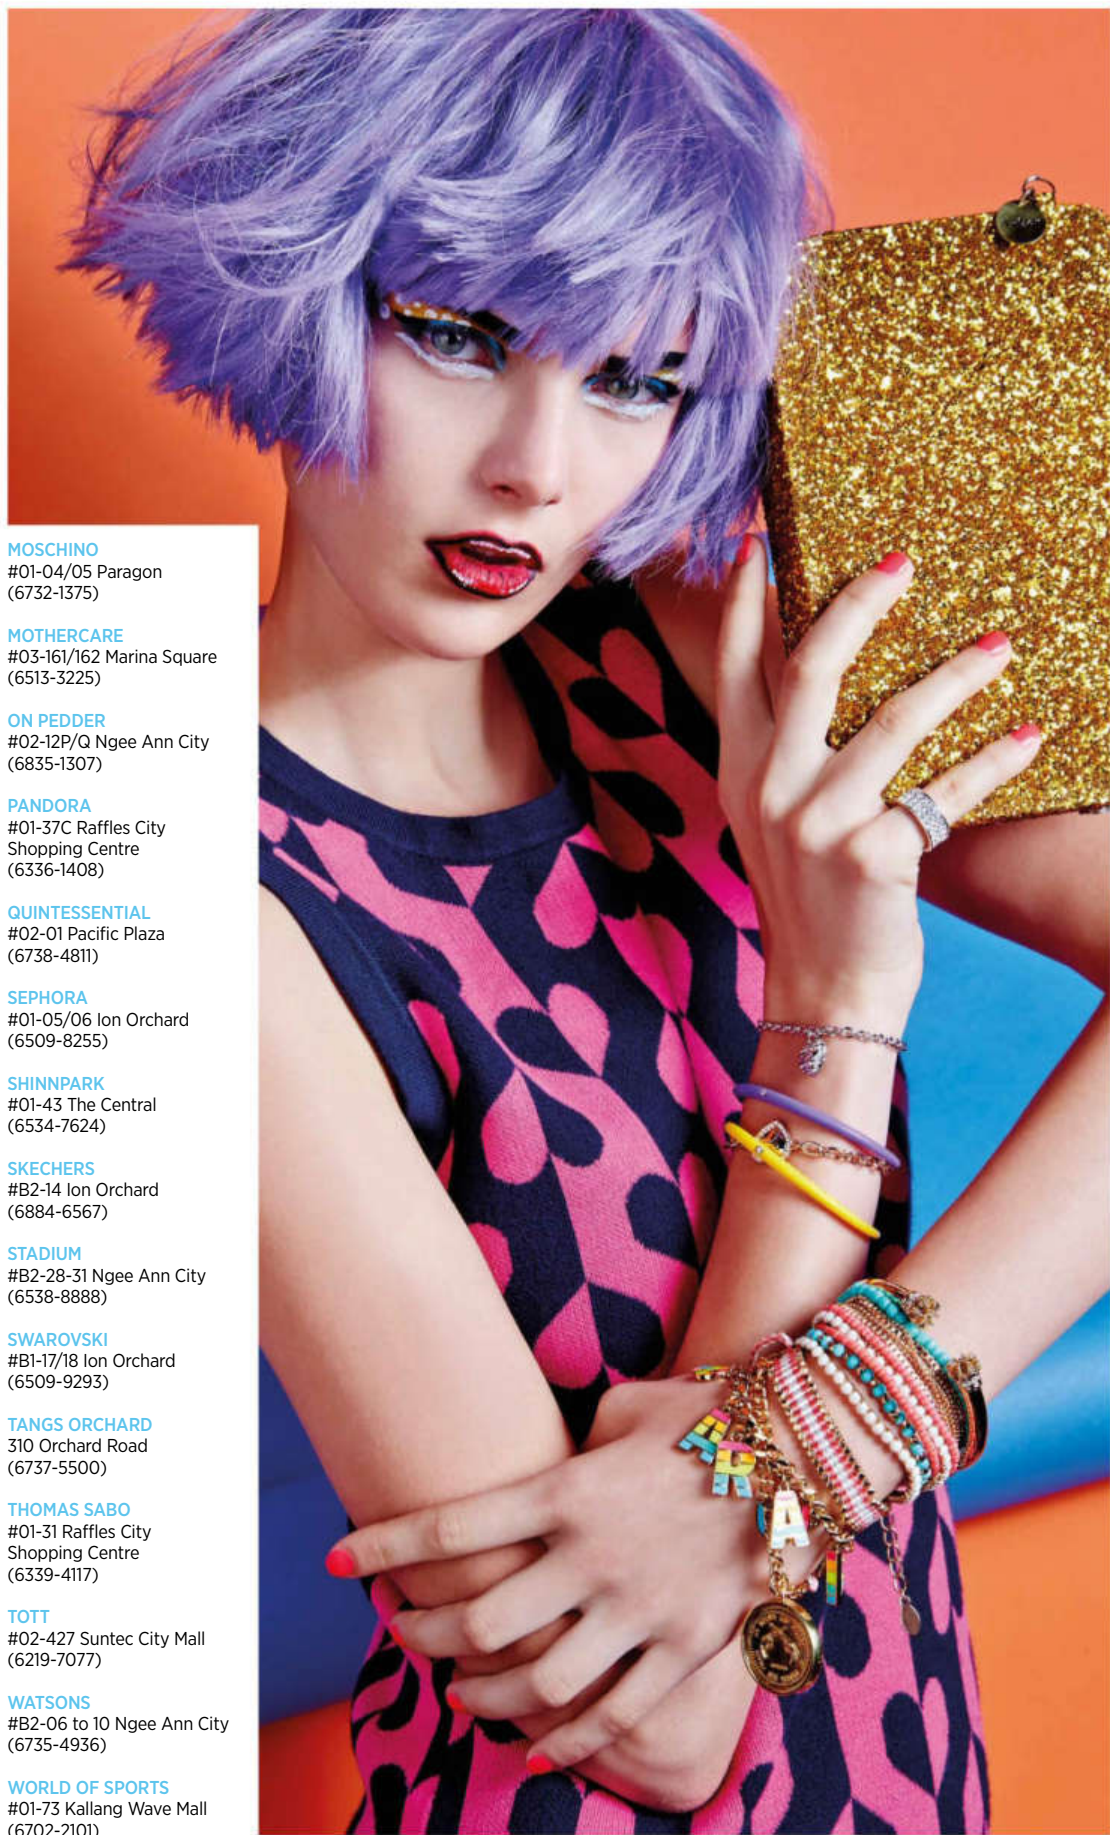 MOSCHINO
#01-04/05 Paragon
(6732-1375)
MOTHERCARE
#03-161/162 Marina Square
(6513-3225)
ON PEDDER
#02-12P/Q Ngee Ann City
(6835-1307)
PANDORA
#01-37C Raffles City
Shopping Centre
(6336-1408)
QUINTESSENTIAL
#02-01 Pacific Plaza
(6738-4811)
SEPHORA
#01-05/06 Ion Orchard
(6509-8255)
SHINNPARK
#01-43 The Central
(6534-7624)
SKECHERS
#B2-14 Ion Orchard
(6884-6567)
STADIUM
#B2-28-31 Ngee Ann City
(6538-8888)
SWAROVSKI
#B1-17/18 Ion Orchard
(6509-9293)
TANGS ORCHARD
310 Orchard Road
(6737-5500)
THOMAS SABO
#01-31 Raffles City
Shopping Centre
(6339-4117)
TOTT
#02-427 Suntec City Mall
(6219-7077)
WATSONS
#B2-06 to 10 Ngee Ann City
(6735-4936)
WORLD OF SPORTS
#01-73 Kallang Wave Mall
(6702-2101)
A
R
A
I